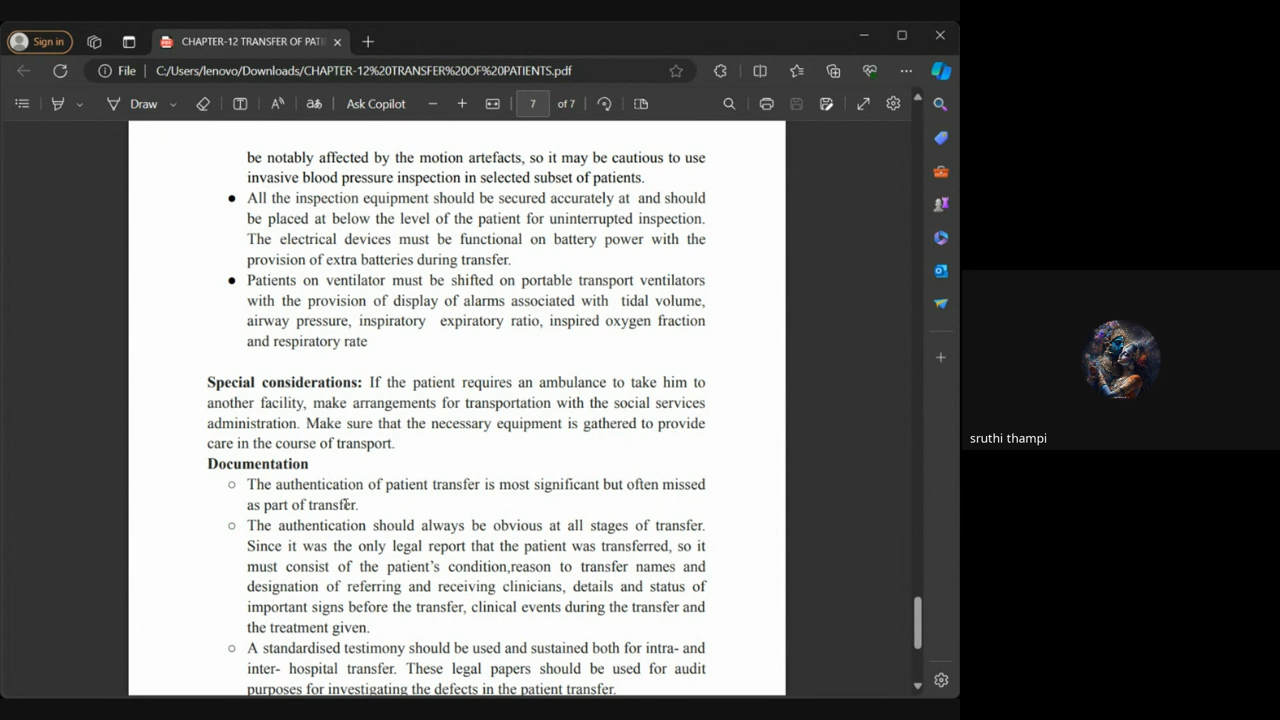 Sign in
CHAPTER-12 TRANSFER OF PATI
File
C:/Users/lenovo/Downloads/CHAPTER-12%20TRANSFER%20OF%20PATIENTS.pdf
Draw
Ask Copilot
7
of 7
be notably affected by the motion artefacts, so it may be cautious to use
invasive blood pressure inspection in selected subset of patients.
● All the inspection equipment should be secured accurately at and should
be placed at below the level of the patient for uninterrupted inspection.
The electrical devices must be functional on battery power with the
provision of extra batteries during transfer.
● Patients on ventilator must be shifted on portable transport ventilators
with the provision of display of alarms associated with tidal volume,
airway pressure, inspiratory expiratory ratio, inspired oxygen fraction
and respiratory rate
Special considerations: If the patient requires an ambulance to take him to
another facility, make arrangements for transportation with the social services
administration. Make sure that the necessary equipment is gathered to provide
care in the course of transport.
Documentation
○ The authentication of patient transfer is most significant but often missed
as part of transfer.
○ The authentication should always be obvious at all stages of transfer.
Since it was the only legal report that the patient was transferred, so it
must consist of the patient's condition,reason to transfer names and
designation of referring and receiving clinicians, details and status of
important signs before the transfer, clinical events during the transfer and
the treatment given.
○ A standardised testimony should be used and sustained both for intra- and
inter- hospital transfer. These legal papers should be used for audit
purposes for investigating the defects in the patient transfer.
sruthi thampi